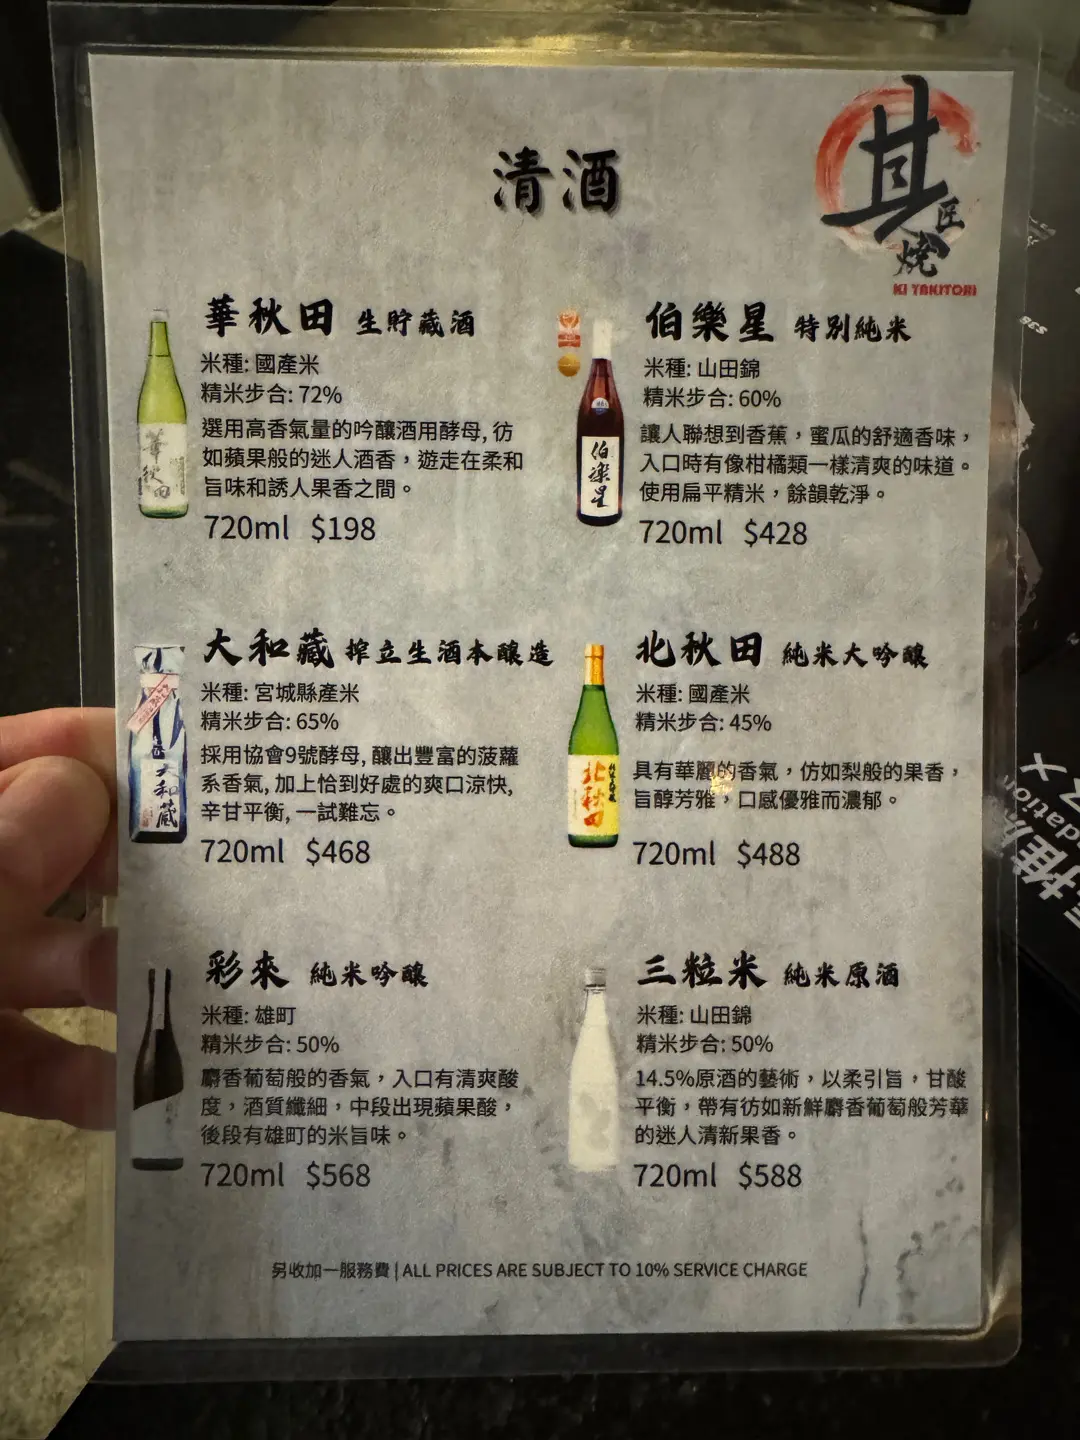 清酒
其
匠
燒
KI YAKITORI
華秋田 生貯藏酒
米種: 國產米
精米步合: 72%
選用高香氣量的吟釀酒用酵母, 彷
如蘋果般的迷人酒香，遊走在柔和
旨味和誘人果香之間。
720ml $198
華秋田
伯樂星 特別純米
米種: 山田錦
精米步合: 60%
讓人聯想到香蕉，蜜瓜的舒適香味，
入口時有像柑橘類一樣清爽的味道。
使用扁平精米，餘韻乾淨。
720ml $428
伯楽星
大和藏 搾立生酒本釀造
米種: 宮城縣產米
精米步合: 65%
採用協會9號酵母, 釀出豐富的菠蘿
系香氣, 加上恰到好處的爽口涼快,
辛甘平衡, 一試難忘。
720ml $468
大和蔵
北秋田 純米大吟釀
米種: 國產米
精米步合: 45%
具有華麗的香氣，仿如梨般的果香，
旨醇芳雅，口感優雅而濃郁。
720ml $488
北秋田
彩來 純米吟釀
米種: 雄町
精米步合: 50%
麝香葡萄般的香氣，入口有清爽酸
度，酒質纖細，中段出現蘋果酸，
後段有雄町的米旨味。
720ml $568
三粒米 純米原酒
米種: 山田錦
精米步合: 50%
14.5%原酒的藝術，以柔引旨，甘酸
平衡，帶有彷如新鮮麝香葡萄般芳華
的迷人清新果香。
720ml $588
另收加一服務費 | ALL PRICES ARE SUBJECT TO 10% SERVICE CHARGE
$38